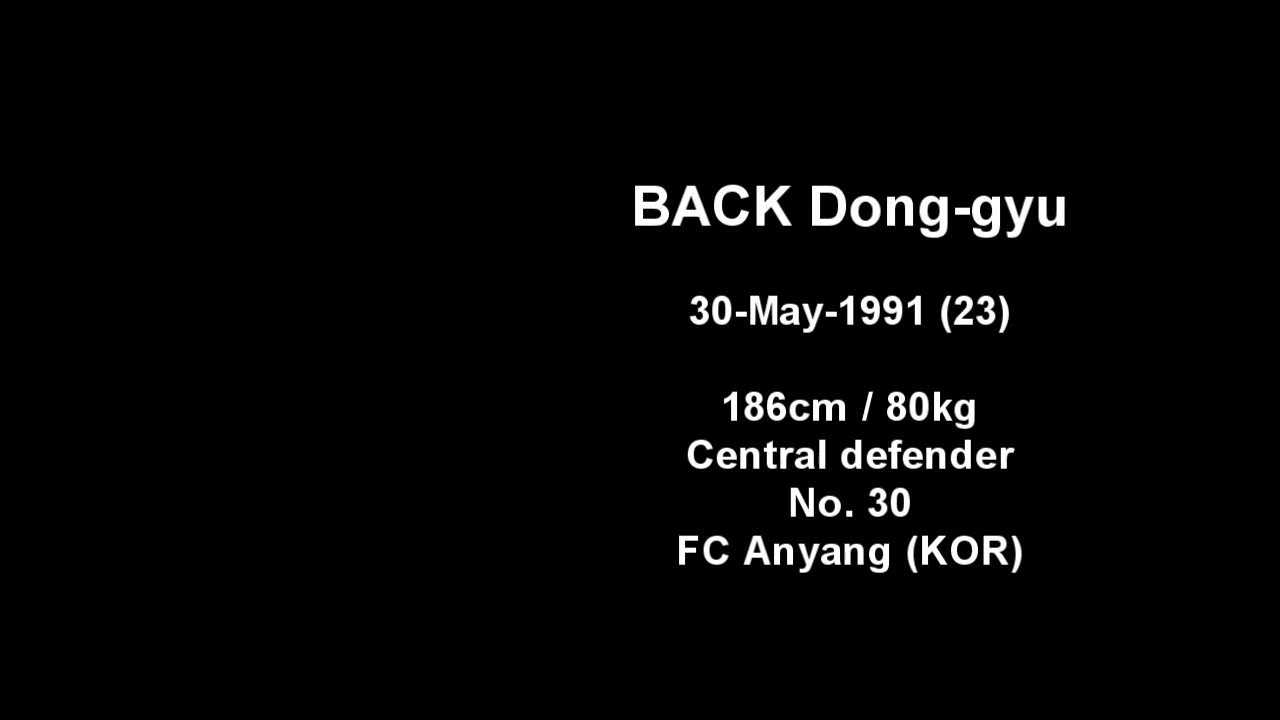 BACK Dong-gyu
30-May-1991 (23)
186cm / 80kg
Central defender
No. 30
FC Anyang (KOR)